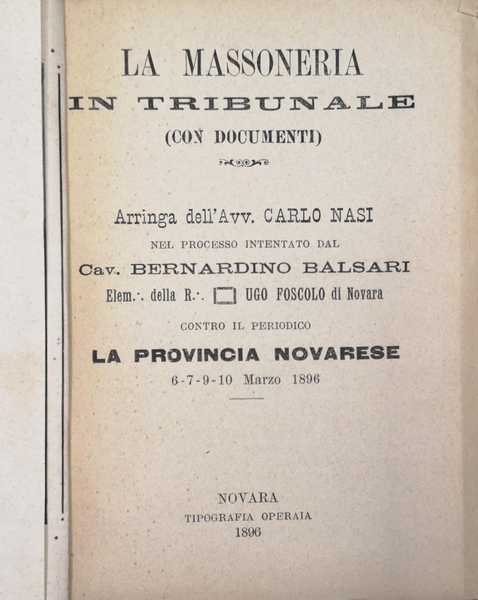 LA MASSONERIA
IN TRIBUNALE
(CON DOCUMENTI)
Arringa dell'Avv. CARLO NASI
NEL PROCESSO INTENTATO DAL
Cav. BERNARDINO BALSARI
Elem.·. della R.·. UGO FOSCOLO di Novara
CONTRO IL PERIODICO
LA PROVINCIA NOVARESE
6-7-9-10 Marzo 1896
NOVARA
TIPOGRAFIA OPERAIA
1896